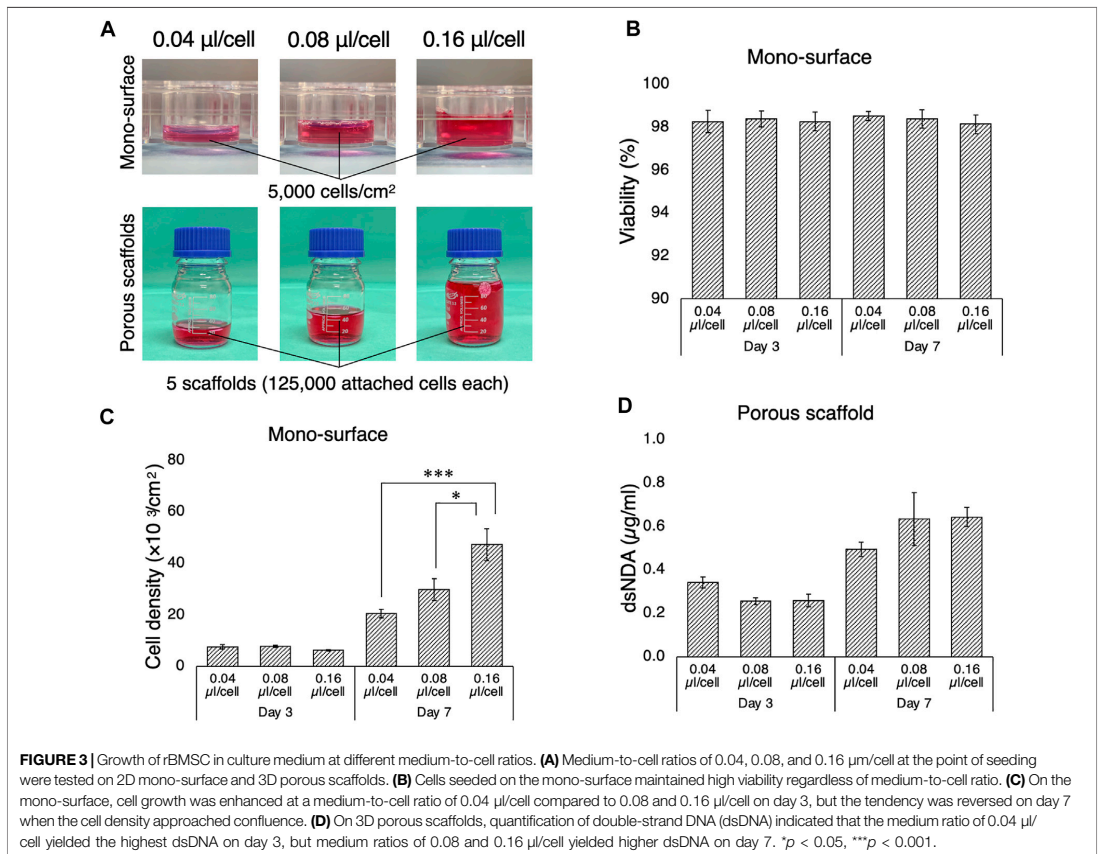 A
0.04 µl/cell 0.08 µl/cell 0.16 µl/cell
Mono-surface
5,000 cells/cm²
Porous scaffolds
20
40
20
80
60
40
20
5 scaffolds (125,000 attached cells each)
B
Mono-surface
Viability (%)
100
98
96
94
92
90
0.04 0.08 0.16 0.04 0.08 0.16
µl/cell µl/cell µl/cell µl/cell µl/cell µl/cell
Day 3 Day 7
C
Mono-surface
Cell density (×10³/cm²)
80
60
40
20
0
***
*
0.04 0.08 0.16 0.04 0.08 0.16
µl/cell µl/cell µl/cell µl/cell µl/cell µl/cell
Day 3 Day 7
D
Porous scaffold
dsNDA (µg/ml)
1.0
0.8
0.6
0.4
0.2
0.0
0.04 0.08 0.16 0.04 0.08 0.16
µl/cell µl/cell µl/cell µl/cell µl/cell µl/cell
Day 3 Day 7
FIGURE 3 | Growth of rBMSC in culture medium at different medium-to-cell ratios. (A) Medium-to-cell ratios of 0.04, 0.08, and 0.16 µm/cell at the point of seeding
were tested on 2D mono-surface and 3D porous scaffolds. (B) Cells seeded on the mono-surface maintained high viability regardless of medium-to-cell ratio. (C) On the
mono-surface, cell growth was enhanced at a medium-to-cell ratio of 0.04 µl/cell compared to 0.08 and 0.16 µl/cell on day 3, but the tendency was reversed on day 7
when the cell density approached confluence. (D) On 3D porous scaffolds, quantification of double-strand DNA (dsDNA) indicated that the medium ratio of 0.04 µl/
cell yielded the highest dsDNA on day 3, but medium ratios of 0.08 and 0.16 µl/cell yielded higher dsDNA on day 7. *p < 0.05, ***p < 0.001.